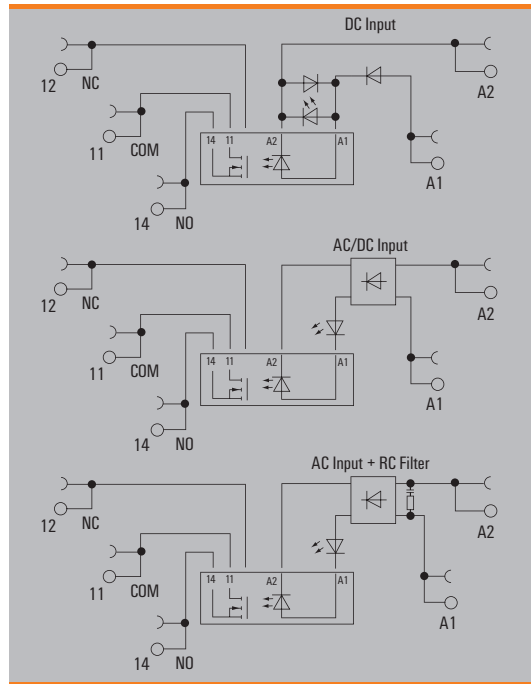 DC Input
12 NC
A2
11 COM
14 11 A2 A1
A1
14 NO
AC/DC Input
12 NC
A2
11 COM
14 11 A2 A1
A1
14 NO
AC Input + RC Filter
12 NC
A2
11 COM
14 11 A2 A1
A1
14 NO